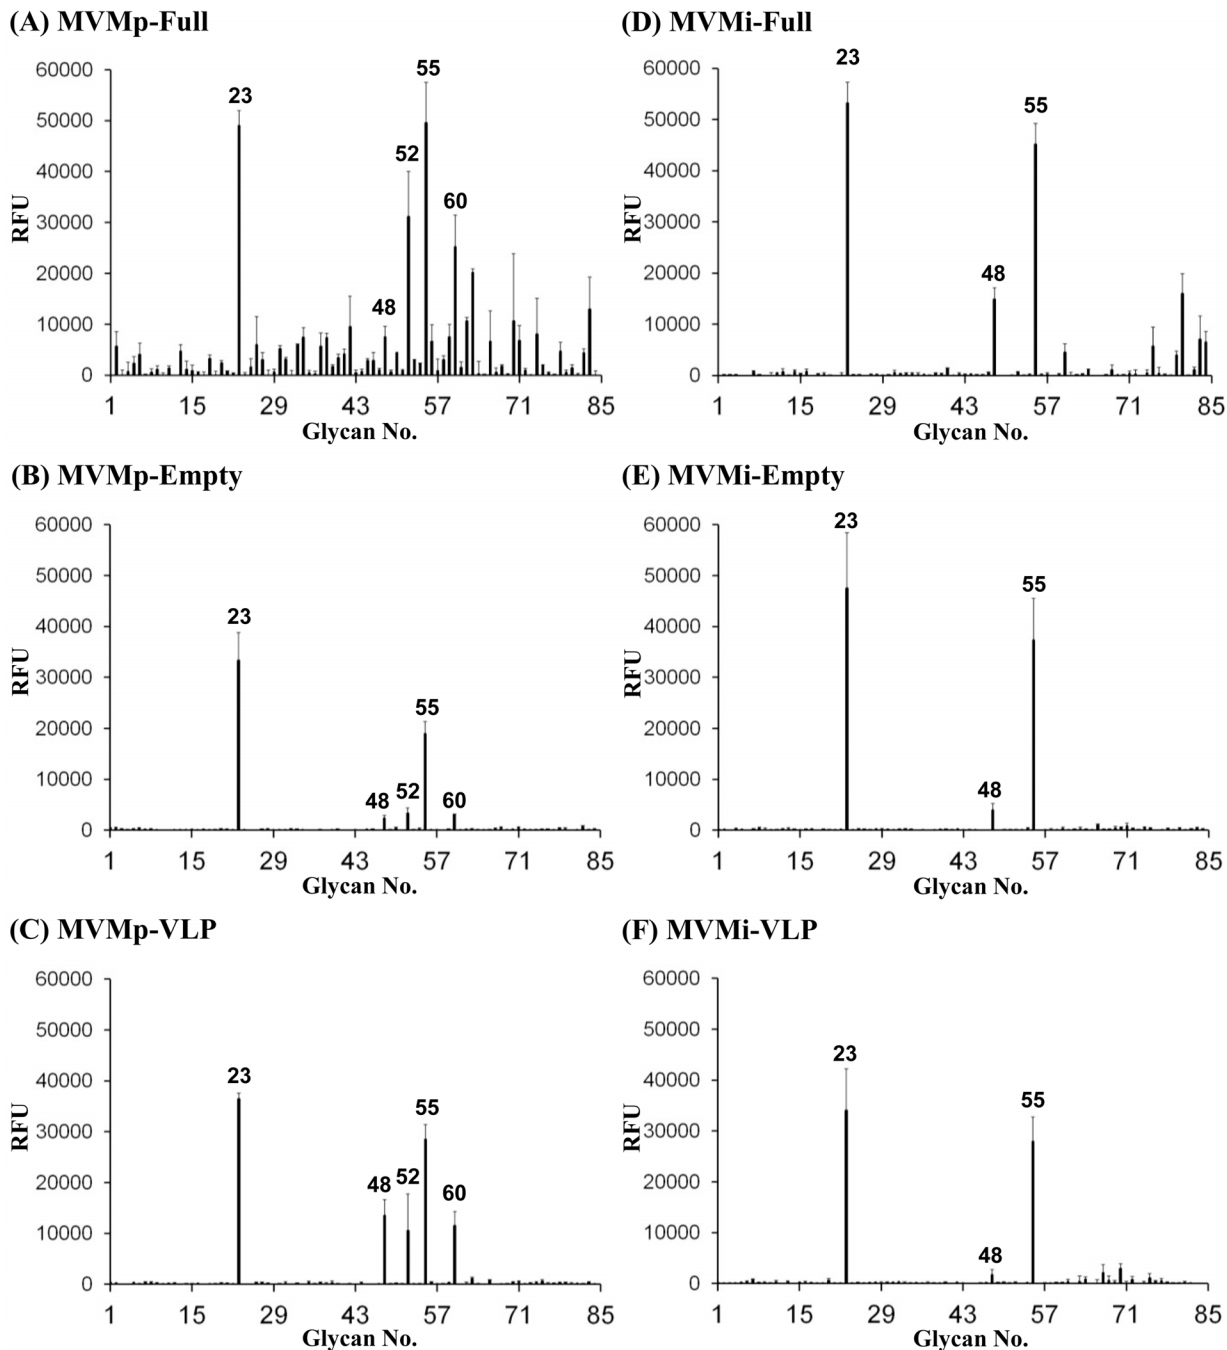 (A) MVMp-Full
60000
50000
40000
30000
20000
10000
0
RFU
23
48
52
55
60
1 15 29 43 57 71 85
Glycan No.
(D) MVMi-Full
60000
50000
40000
30000
20000
10000
0
RFU
23
48
55
1 15 29 43 57 71 85
Glycan No.
(B) MVMp-Empty
60000
50000
40000
30000
20000
10000
0
RFU
23
48
52
55
60
1 15 29 43 57 71 85
Glycan No.
(E) MVMi-Empty
60000
50000
40000
30000
20000
10000
0
RFU
23
48
55
1 15 29 43 57 71 85
Glycan No.
(C) MVMp-VLP
60000
50000
40000
30000
20000
10000
0
RFU
23
48
52
55
60
1 15 29 43 57 71 85
Glycan No.
(F) MVMi-VLP
60000
50000
40000
30000
20000
10000
0
RFU
23
48
55
1 15 29 43 57 71 85
Glycan No.